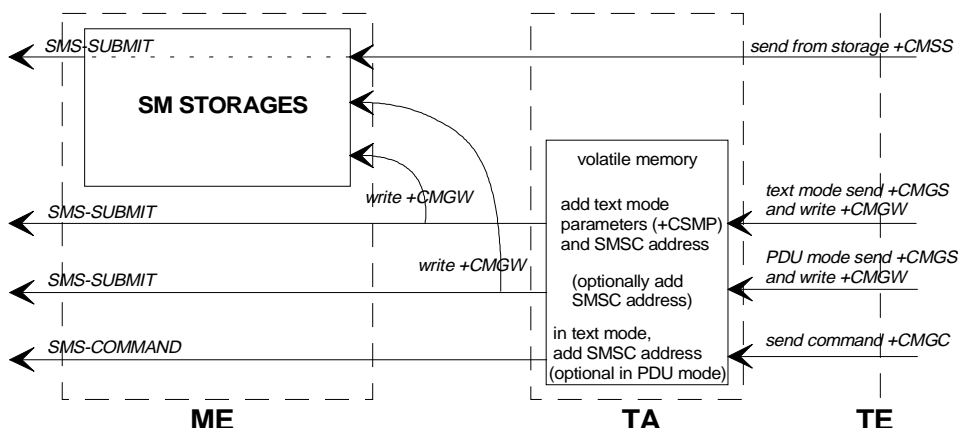 SMS-SUBMIT
send from storage +CMSS
SM STORAGES
volatile memory
write +CMGW
text mode send +CMGS
and write +CMGW
SMS-SUBMIT
add text mode
parameters (+CSMP)
and SMSC address
write +CMGW
PDU mode send +CMGS
and write +CMGW
SMS-SUBMIT
(optionally add
SMSC address)
SMS-COMMAND
in text mode,
add SMSC address
(optional in PDU mode)
send command +CMGC
ME
TA
TE